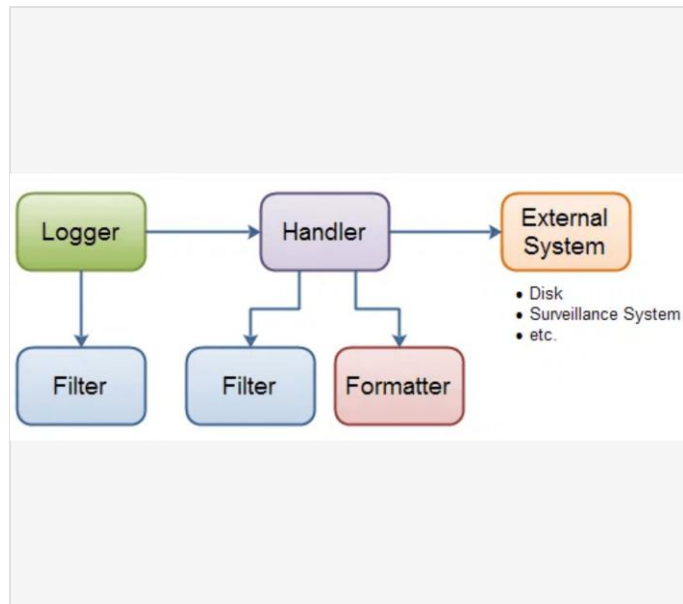 Logger
Handler
External
System
• Disk
• Surveillance System
• etc.
Filter
Filter
Formatter